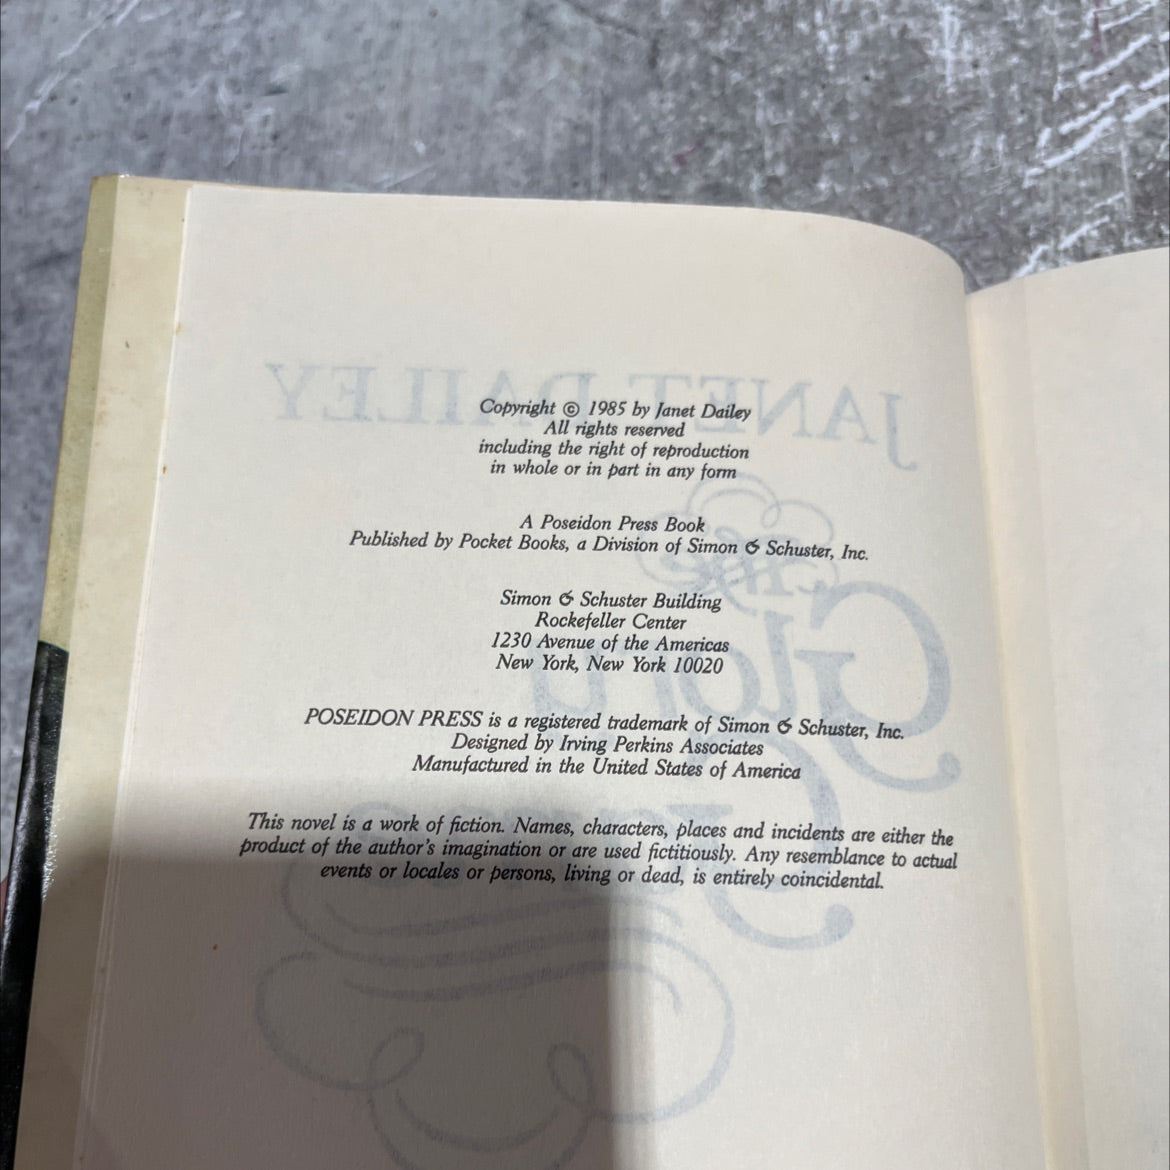 Copyright © 1985 by Janet Dailey
All rights reserved
including the right of reproduction
in whole or in part in any form
A Poseidon Press Book
Published by Pocket Books, a Division of Simon & Schuster, Inc.
Simon & Schuster Building
Rockefeller Center
1230 Avenue of the Americas
New York, New York 10020
POSEIDON PRESS is a registered trademark of Simon & Schuster, Inc.
Designed by Irving Perkins Associates
Manufactured in the United States of America
This novel is a work of fiction. Names, characters, places and incidents are either the
product of the author's imagination or are used fictitiously. Any resemblance to actual
events or locales or persons, living or dead, is entirely coincidental.
JANET DAILEY
The
Glory
Game